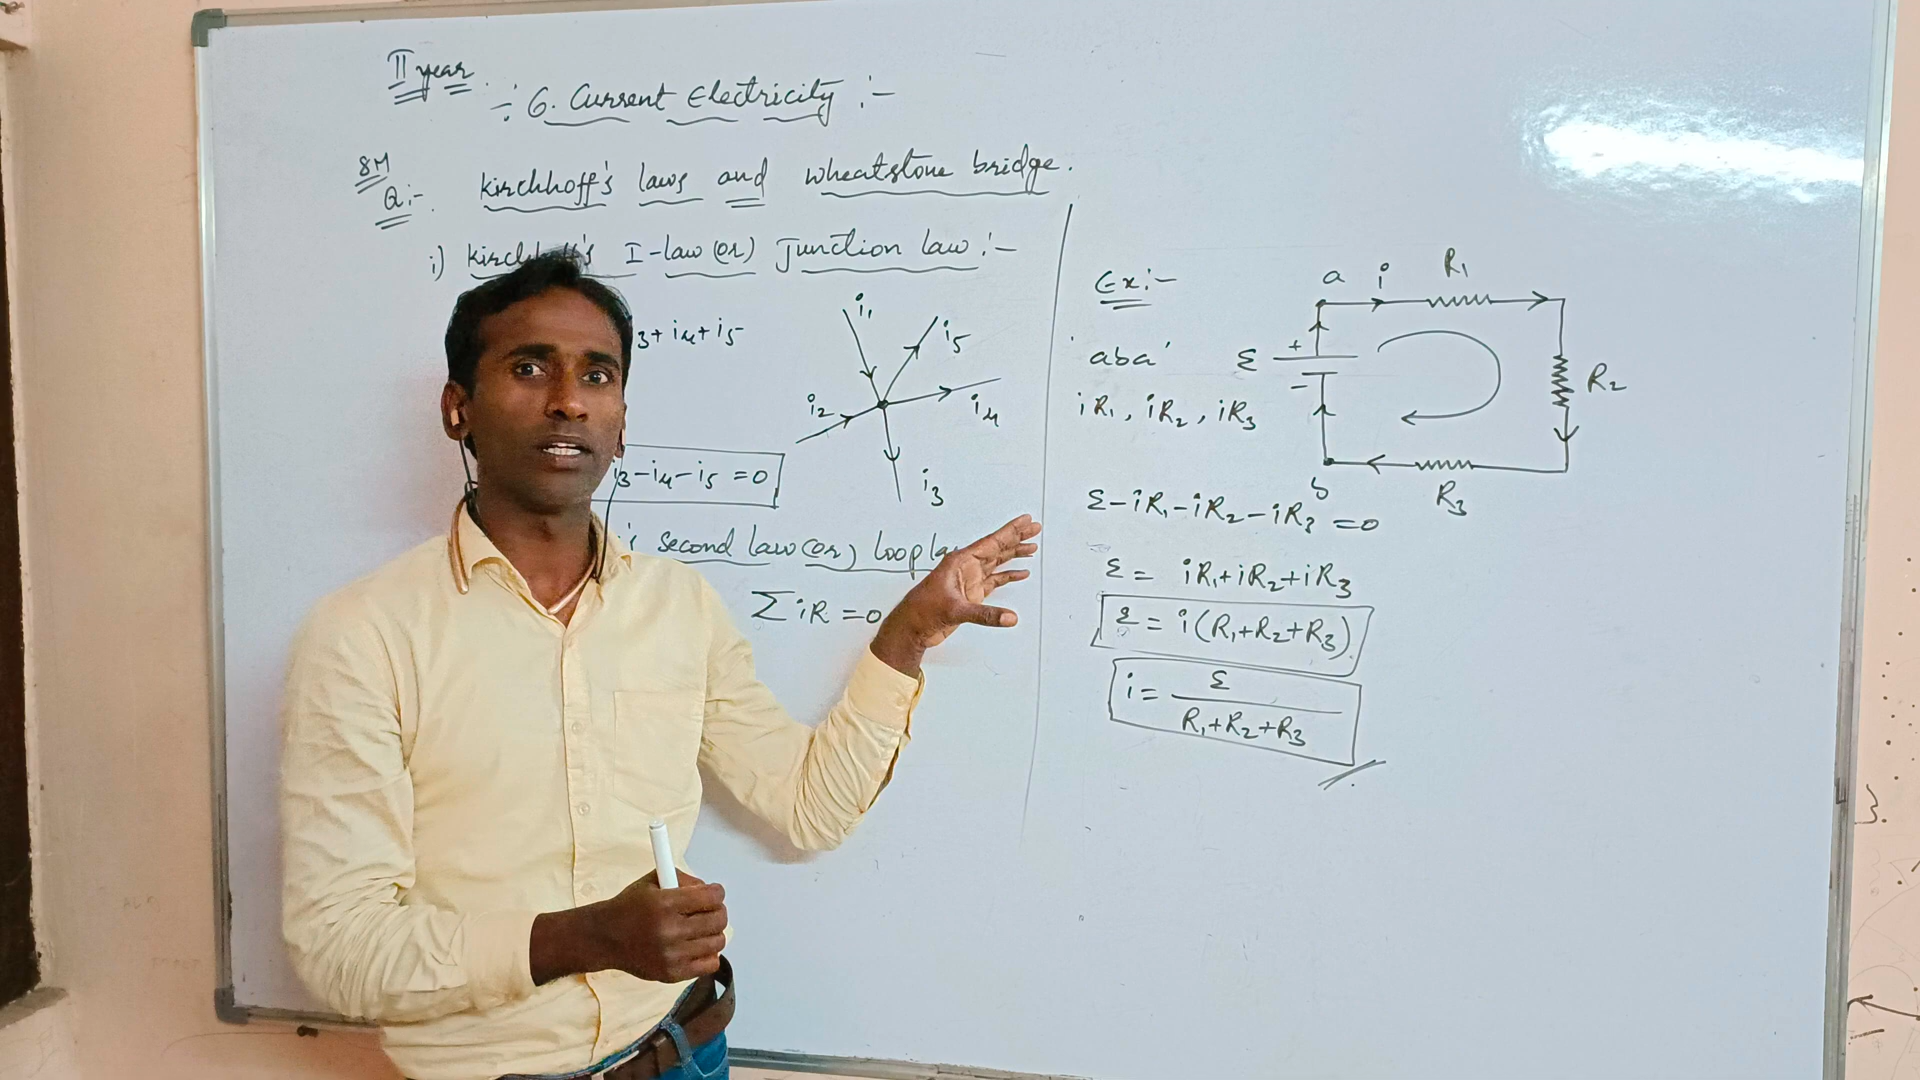 II year
:- 6. Current Electricity :-
8M
Q:- Kirchhoff's laws and wheatstone bridge.
i) Kirchhoff's I-law (or) Junction law :-
3 + i4 + i5
i1
i5
i2
i4
i3
i3 - i4 - i5 = 0
's second law (or) loop la
Σ iR = 0
Ex:-
'aba'
iR1, iR2, iR3
a i R1
ε + -
R2
b R3
ε - iR1 - iR2 - iR3 = 0
ε = iR1 + iR2 + iR3
ε = i(R1 + R2 + R3)
i = ε / R1 + R2 + R3